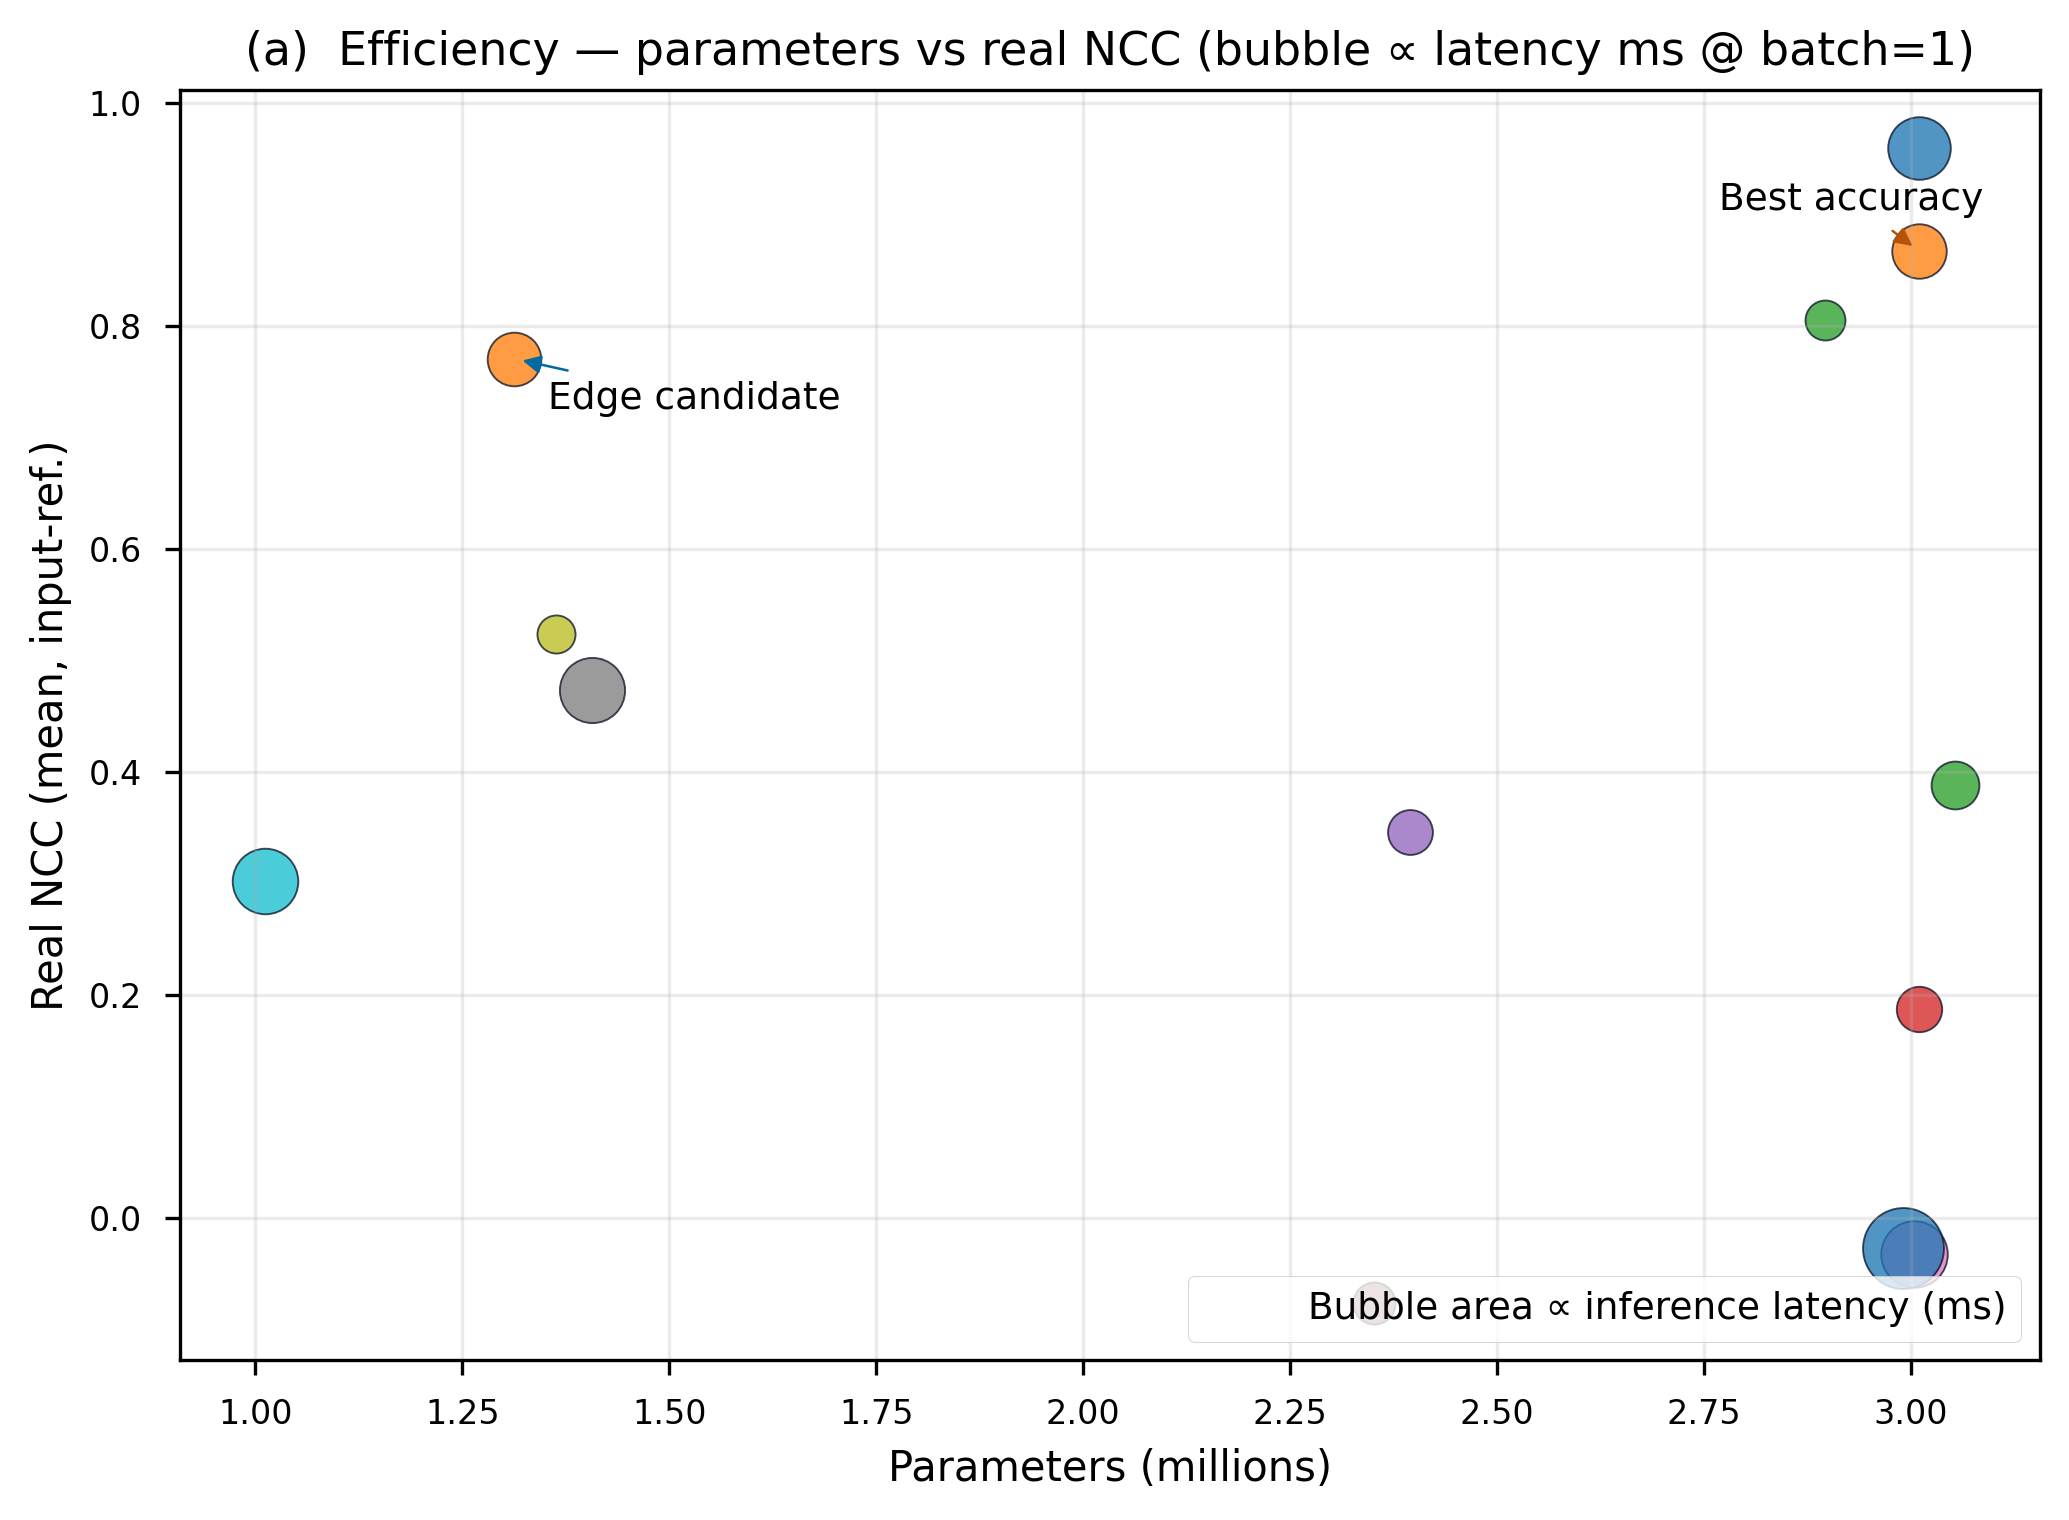 (a)  Efficiency — parameters vs real NCC (bubble ∝ latency ms @ batch=1)
1.0
Best accuracy
0.8
Edge candidate
0.6
0.4
0.2
0.0
Real NCC (mean, input-ref.)
Bubble area ∝ inference latency (ms)
1.00 1.25 1.50 1.75 2.00 2.25 2.50 2.75 3.00
Parameters (millions)